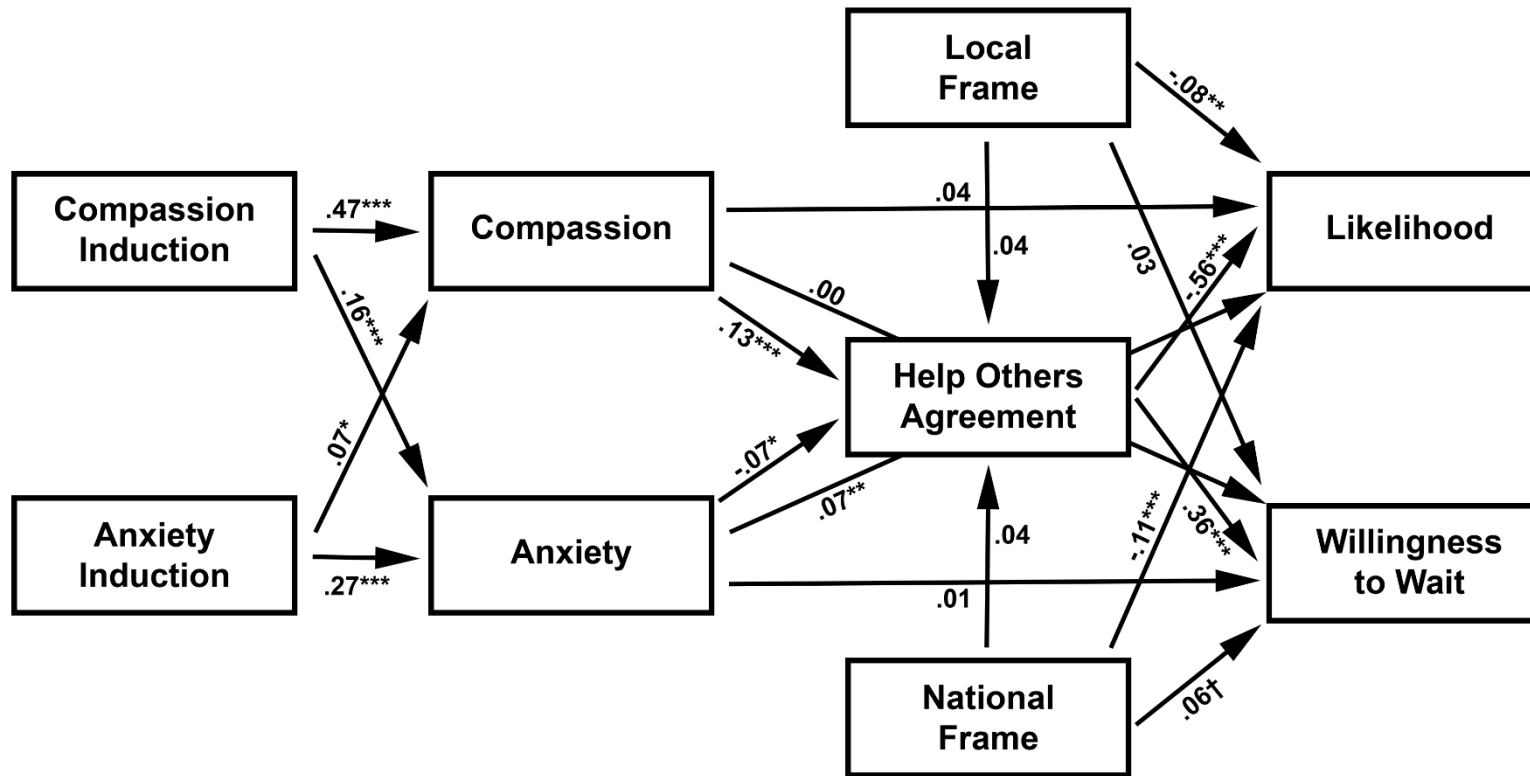 Local
Frame
-.08**
Compassion
Induction
.47***
Compassion
.04
Likelihood
.04
.03
-.56***
.16***
.00
.13***
Help Others
Agreement
.07*
-.07*
.07**
Anxiety
Induction
.27***
Anxiety
.04
-.11***
.36***
Willingness
to Wait
.01
National
Frame
.06†